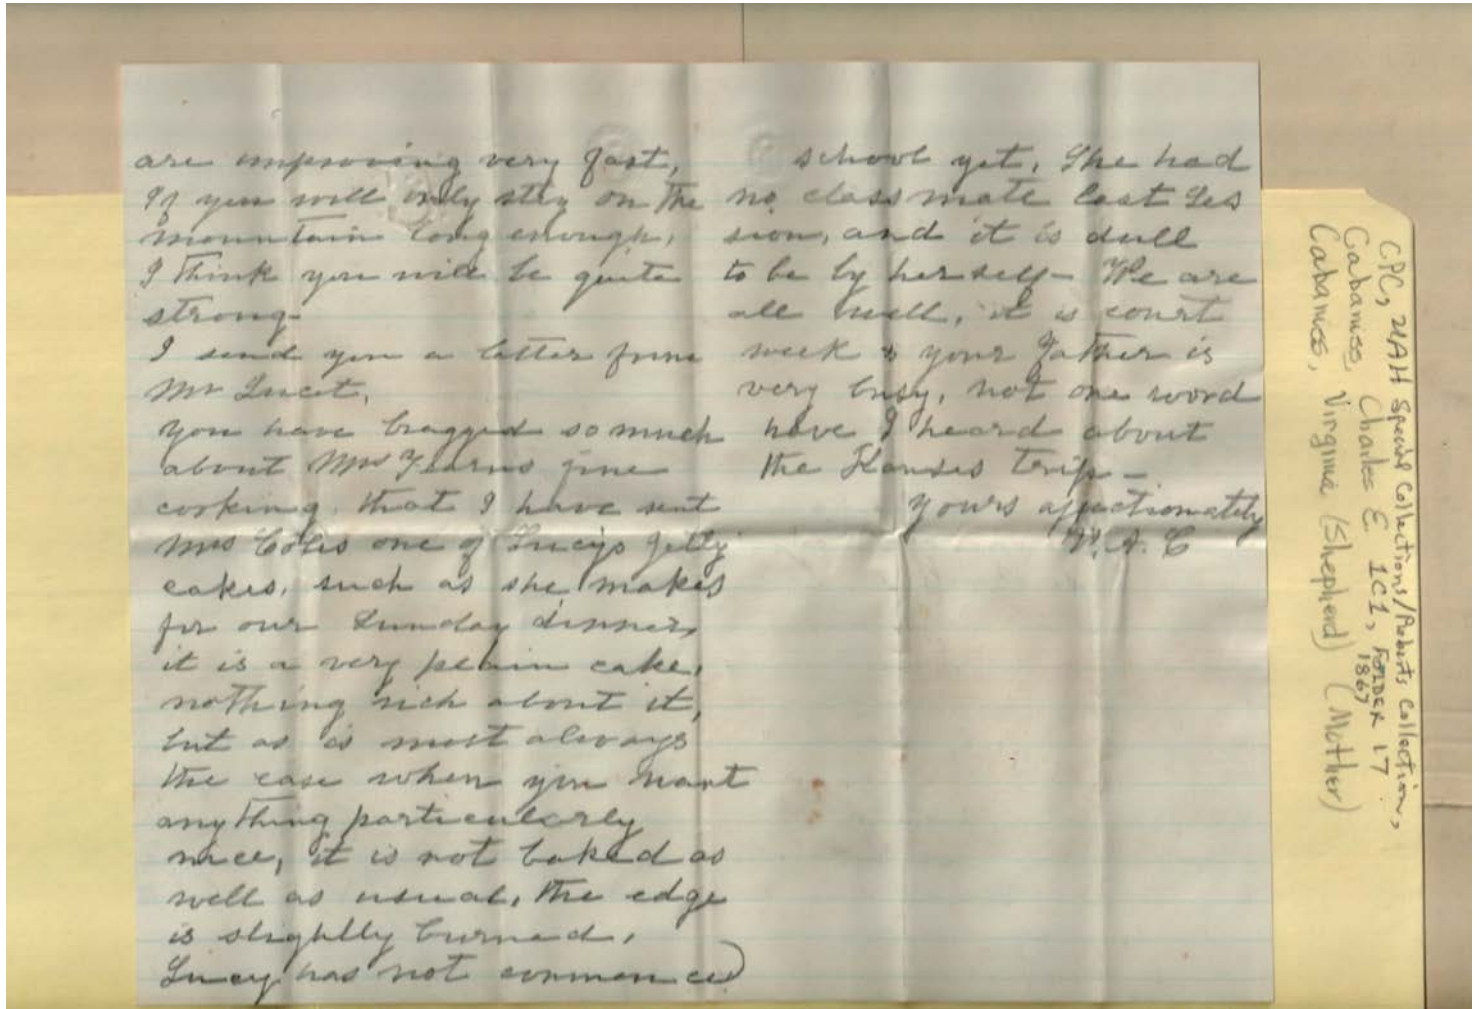 are improving very fast,
If you will only stay on the
mountain long enough,
I think you will be quite
strong-
I send you a letter from
Mr
You have bragged so much
about Mrs fine
cooking, that I have sent
Mrs Coles one of Lucys Jelly
cakes, such as she makes
for our Sunday dinner,
it is a very plain cake,
nothing rich about it,
but as is most always
the case when you want
anything particularly
nice, it is not baked as
well as usual, the edge
is slightly burned,
Lucy has not commenced
school yet, She had
no classmate last Ses
sion, and it is dull
to be by herself- We are
all well, it is court
week & your Father is
very busy, not one word
have I heard about
the Kansas trip-
Yours affectionately
V. A. C
CPC, UAH Special Collections/Roberts Collection,
Cabaniss, Charles E 1C1, FOLDER 17
1867
Cabaniss, Virginia (Shepherd) (Mother)